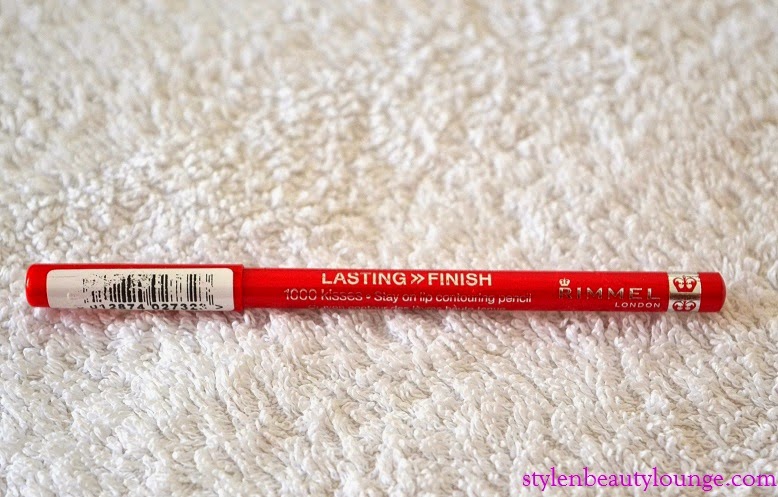 LASTING >> FINISH
1000 Kisses - Stay on lip contouring pencil
RIMMEL
LONDON
stylenbeautylounge.com